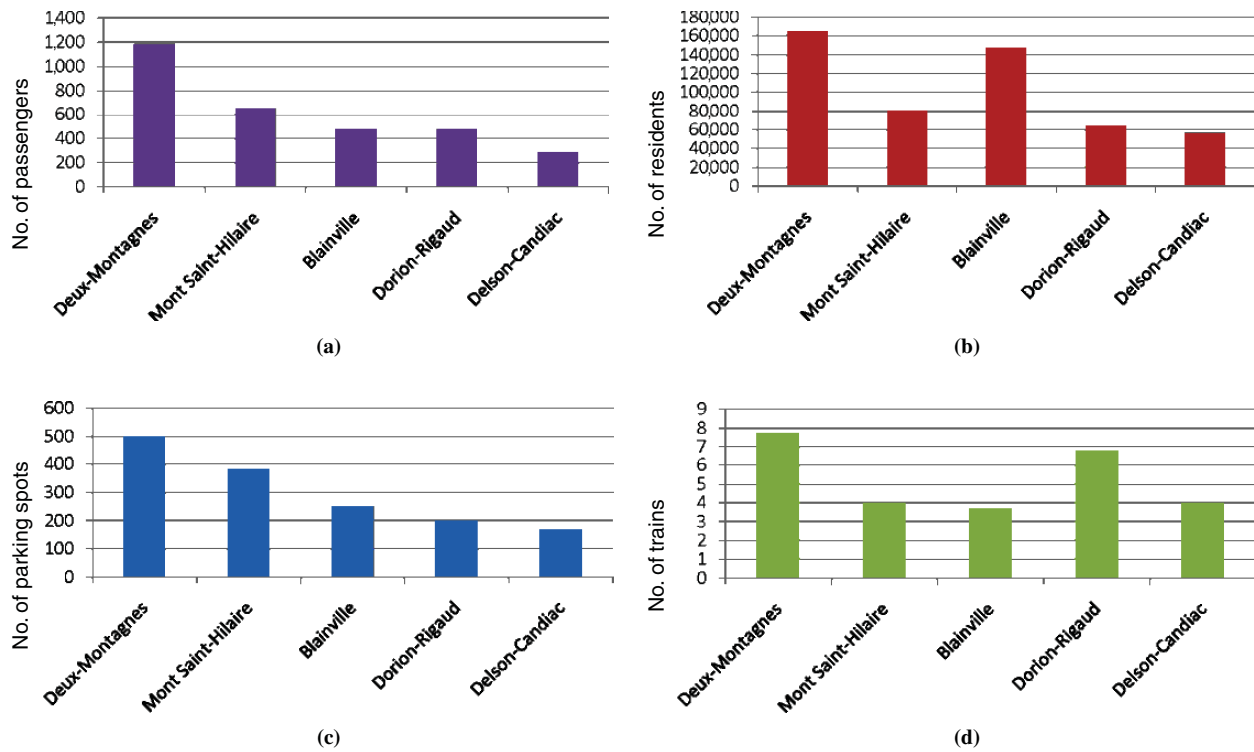 No. of passengers
1,400
1,200
1,000
800
600
400
200
0
Deux-Montagnes
Mont Saint-Hilaire
Blainville
Dorion-Rigaud
Delson-Candiac
(a)
No. of residents
180,000
160,000
140,000
120,000
100,000
80,000
60,000
40,000
20,000
0
Deux-Montagnes
Mont Saint-Hilaire
Blainville
Dorion-Rigaud
Delson-Candiac
(b)
No. of parking spots
600
500
400
300
200
100
0
Deux-Montagnes
Mont Saint-Hilaire
Blainville
Dorion-Rigaud
Delson-Candiac
(c)
No. of trains
9
8
7
6
5
4
3
2
1
0
Deux-Montagnes
Mont Saint-Hilaire
Blainville
Dorion-Rigaud
Delson-Candiac
(d)